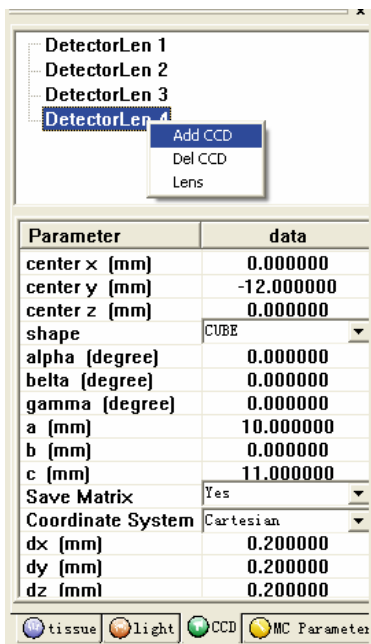 x
DetectorLen 1
DetectorLen 2
DetectorLen 3
DetectorLen 4
Add CCD
Del CCD
Lens
Parameter data
center x (mm) 0.000000
center y (mm) -12.000000
center z (mm) 0.000000
shape CUBE
alpha (degree) 0.000000
belta (degree) 0.000000
gamma (degree) 0.000000
a (mm) 10.000000
b (mm) 0.000000
c (mm) 11.000000
Save Matrix Yes
Coordinate System Cartesian
dx (mm) 0.200000
dy (mm) 0.200000
dz (mm) 0.200000
tissue light CCD MC Parameter